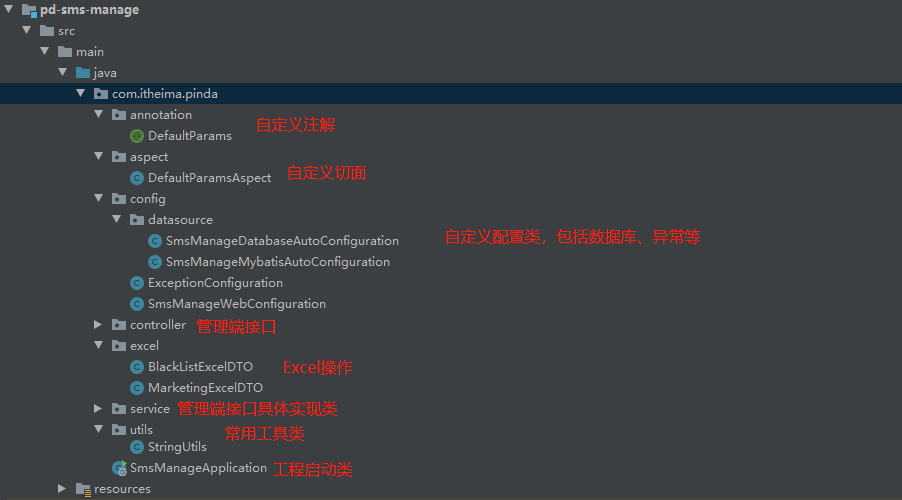 pd-sms-manage
src
main
java
com.itheima.pinda
annotation
DefaultParams 自定义注解
aspect
DefaultParamsAspect 自定义切面
config
datasource
SmsManageDatabaseAutoConfiguration 自定义配置类，包括数据库、异常等
SmsManageMybatisAutoConfiguration
ExceptionConfiguration
SmsManageWebConfiguration
controller 管理端接口
excel
BlackListExcelDTO Excel操作
MarketingExcelDTO
service 管理端接口具体实现类
utils 常用工具类
StringUtils
SmsManageApplication 工程启动类
resources